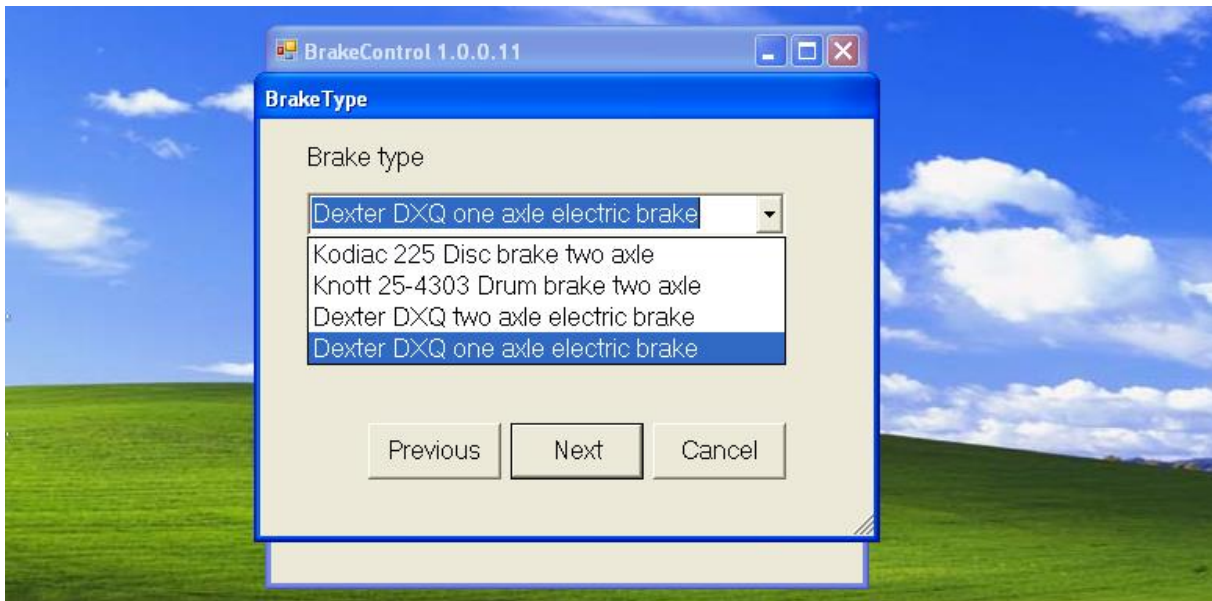 BrakeControl 1.0.0.11
BrakeType
Brake type
Dexter DXQ one axle electric brake
Kodiac 225 Disc brake two axle
Knott 25-4303 Drum brake two axle
Dexter DXQ two axle electric brake
Dexter DXQ one axle electric brake
Previous Next Cancel